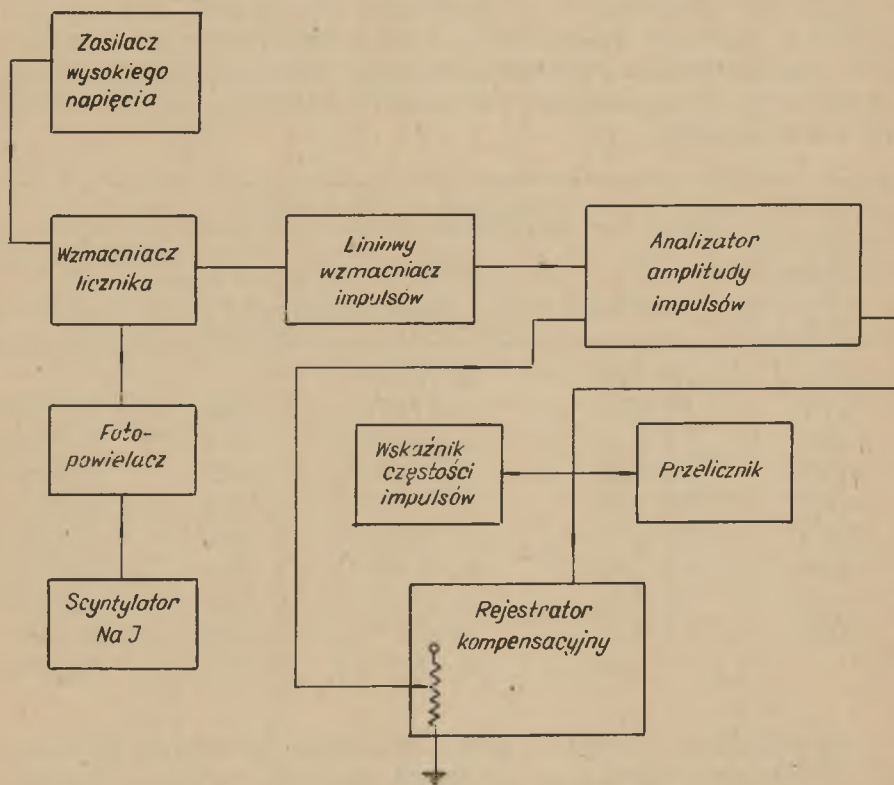 Zasilacz
wysokiego
napięcia
Wzmacniacz
licznika
Liniowy
wzmacniacz
impulsów
Analizator
amplitudy
impulsów
Foto-
powielacz
Wskaźnik
częstości
impulsów
Przelicznik
Scyntylator
Na J
Rejestrator
kompensacyjny